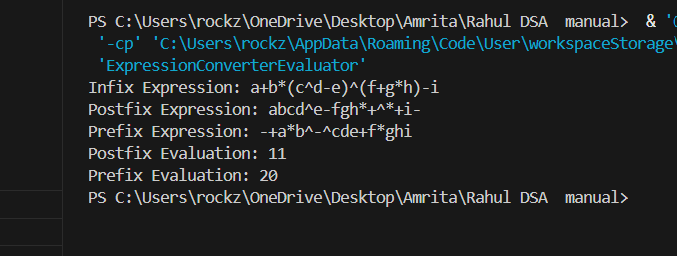 PS C:\Users\rockz\OneDrive\Desktop\Amrita\Rahul DSA  manual>  & '
'-cp' 'C:\Users\rockz\AppData\Roaming\Code\User\workspaceStorage\
'ExpressionConverterEvaluator'
Infix Expression: a+b*(c^d-e)^(f+g*h)-i
Postfix Expression: abcd^e-fgh*+^*+i-
Prefix Expression: -+a*b^-^cde+f*ghi
Postfix Evaluation: 11
Prefix Evaluation: 20
PS C:\Users\rockz\OneDrive\Desktop\Amrita\Rahul DSA  manual>